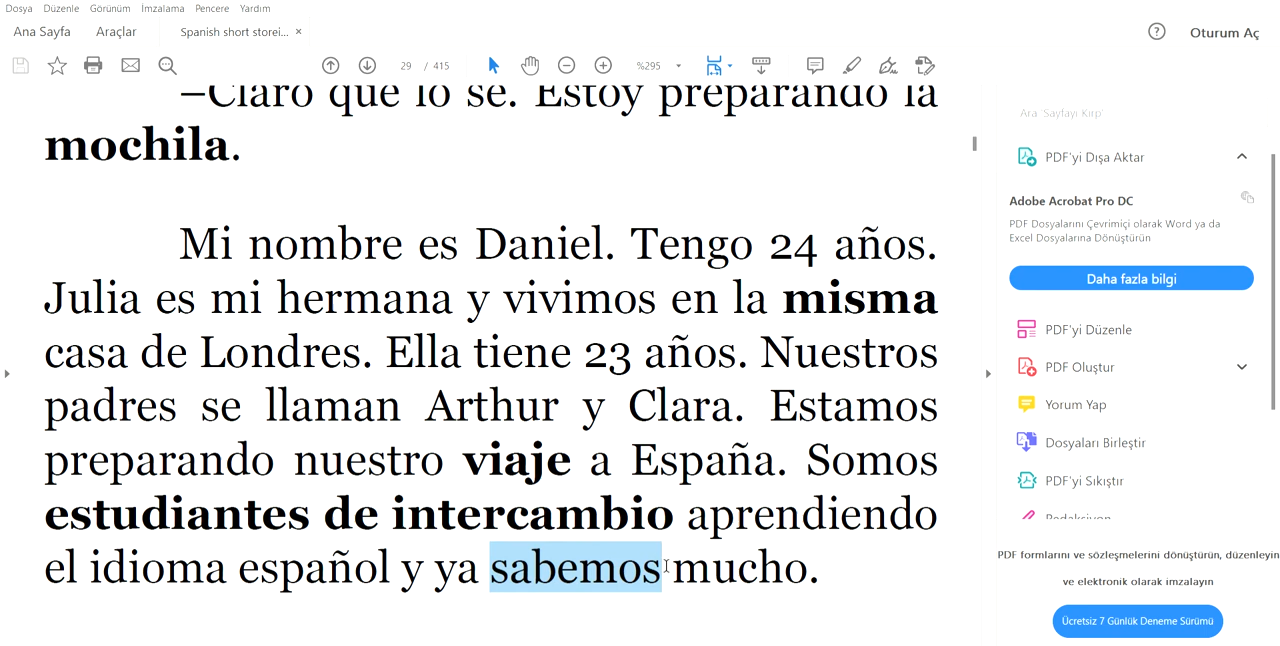 Dosya Düzenle Görünüm İmzalama Pencere Yardım
Ana Sayfa Araçlar Spanish short storei... ×
? Oturum Aç
29 / 415 %295
–Claro que lo sé. Estoy preparando la
mochila.
Mi nombre es Daniel. Tengo 24 años.
Julia es mi hermana y vivimos en la misma
casa de Londres. Ella tiene 23 años. Nuestros
padres se llaman Arthur y Clara. Estamos
preparando nuestro viaje a España. Somos
estudiantes de intercambio aprendiendo
el idioma español y ya sabemos mucho.
Ara 'Sayfayı Kırp'
PDF'yi Dışa Aktar
Adobe Acrobat Pro DC
PDF Dosyalarını Çevrimiçi olarak Word ya da
Excel Dosyalarına Dönüştürün
Daha fazla bilgi
PDF'yi Düzenle
PDF Oluştur
Yorum Yap
Dosyaları Birleştir
PDF'yi Sıkıştır
Redaksiyon
PDF formlarını ve sözleşmelerini dönüştürün, düzenleyin
ve elektronik olarak imzalayın
Ücretsiz 7 Günlük Deneme Sürümü